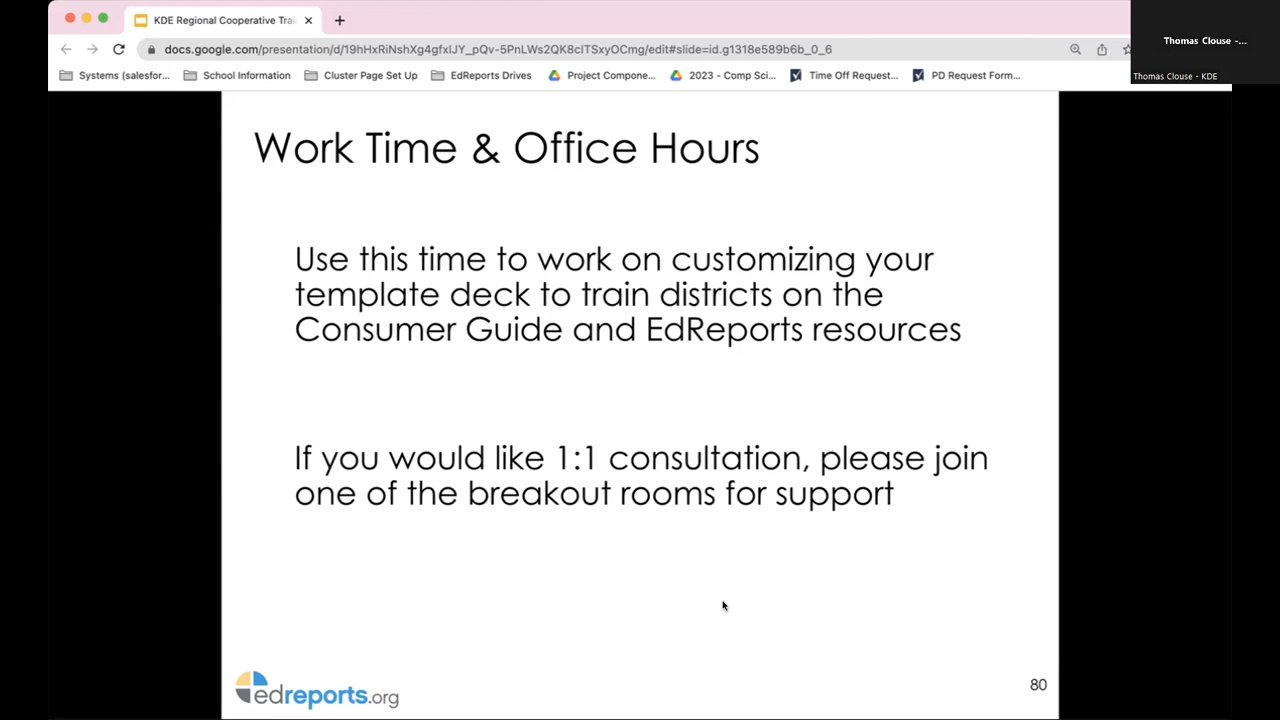 KDE Regional Cooperative Trai
docs.google.com/presentation/d/19hHxRiNshXg4gfxIJY_pQv-5PnLWs2QK8clTSxyOCmg/edit#slide=id.g1318e589b6b_0_6
Thomas Clouse -...
Thomas Clouse - KDE
Systems (salesfor... School Information Cluster Page Set Up EdReports Drives Project Compone... 2023 - Comp Sci... Time Off Request... PD Request Form...
Work Time & Office Hours
Use this time to work on customizing your
template deck to train districts on the
Consumer Guide and EdReports resources
If you would like 1:1 consultation, please join
one of the breakout rooms for support
edreports.org
80